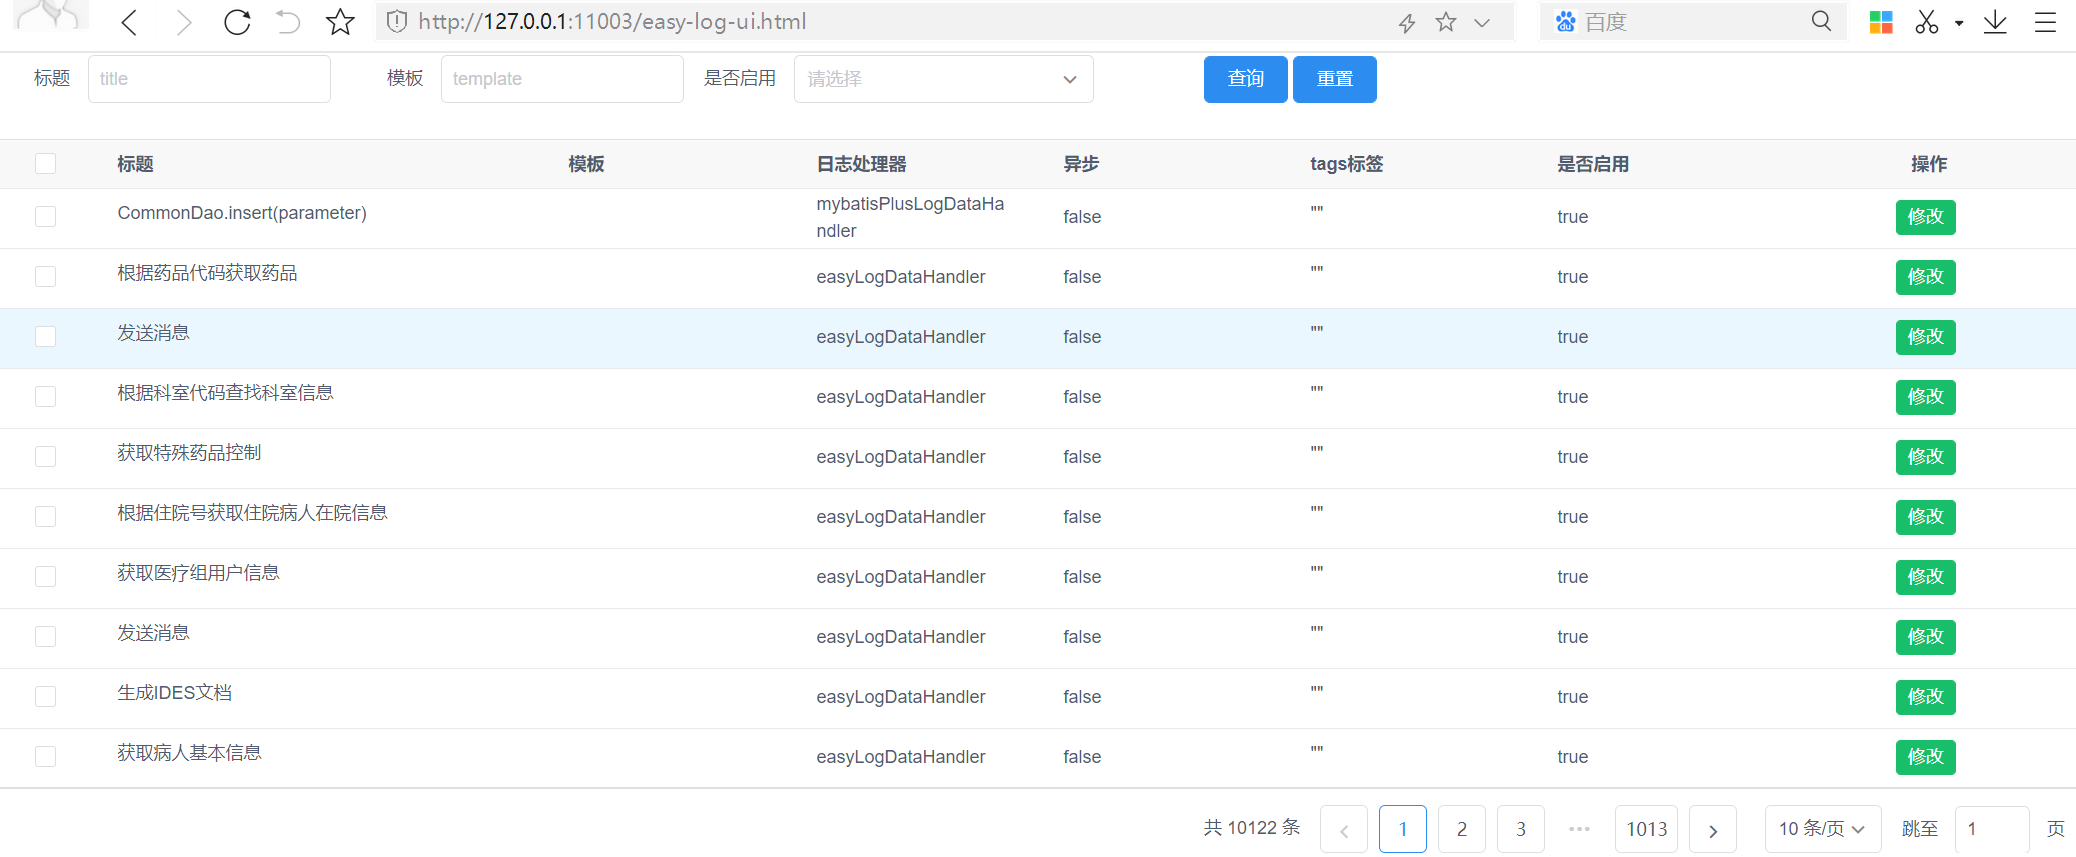 http://127.0.0.1:11003/easy-log-ui.html 百度
标题 title 模板 template 是否启用 请选择 查询 重置
标题 模板 日志处理器 异步 tags标签 是否启用 操作
CommonDao.insert(parameter) mybatisPlusLogDataHa
ndler false "" true 修改
根据药品代码获取药品 easyLogDataHandler false "" true 修改
发送消息 easyLogDataHandler false "" true 修改
根据科室代码查找科室信息 easyLogDataHandler false "" true 修改
获取特殊药品控制 easyLogDataHandler false "" true 修改
根据住院号获取住院病人在院信息 easyLogDataHandler false "" true 修改
获取医疗组用户信息 easyLogDataHandler false "" true 修改
发送消息 easyLogDataHandler false "" true 修改
生成IDES文档 easyLogDataHandler false "" true 修改
获取病人基本信息 easyLogDataHandler false "" true 修改
共 10122 条 1 2 3 ••• 1013 10 条/页 跳至 1 页